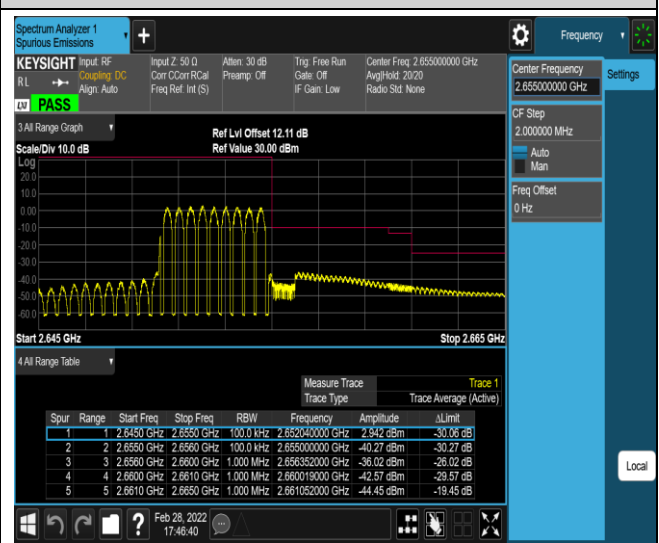 Spectrum Analyzer 1
Spurious Emissions
+
Frequency
KEYSIGHT
RL
PASS
Input: RF
Coupling: DC
Align: Auto
Input Z: 50 Ω
Corr CCorr RCal
Freq Ref: Int (S)
Atten: 30 dB
Preamp: Off
Trig: Free Run
Gate: Off
IF Gain: Low
Center Freq: 2.655000000 GHz
Avg|Hold: 20/20
Radio Std: None
Center Frequency
2.655000000 GHz
Settings
CF Step
2.000000 MHz
Auto
Man
Freq Offset
0 Hz
3 All Range Graph
Scale/Div 10.0 dB
Ref Lvl Offset 12.11 dB
Ref Value 30.00 dBm
Log
20.0
10.0
0.00
-10.0
-20.0
-30.0
-40.0
-50.0
-60.0
Start 2.645 GHz
Stop 2.665 GHz
4 All Range Table
Measure Trace Trace 1
Trace Type Trace Average (Active)
Spur Range Start Freq Stop Freq RBW Frequency Amplitude ΔLimit
1 1 2.6450 GHz 2.6550 GHz 100.0 kHz 2.652040000 GHz 2.942 dBm -30.06 dB
2 2 2.6550 GHz 2.6560 GHz 100.0 kHz 2.655000000 GHz -40.27 dBm -30.27 dB
3 3 2.6560 GHz 2.6600 GHz 1.000 MHz 2.656352000 GHz -36.02 dBm -26.02 dB
4 4 2.6600 GHz 2.6610 GHz 1.000 MHz 2.660019000 GHz -42.57 dBm -29.57 dB
5 5 2.6610 GHz 2.6650 GHz 1.000 MHz 2.661052000 GHz -44.45 dBm -19.45 dB
Local
?
Feb 28, 2022
17:46:40